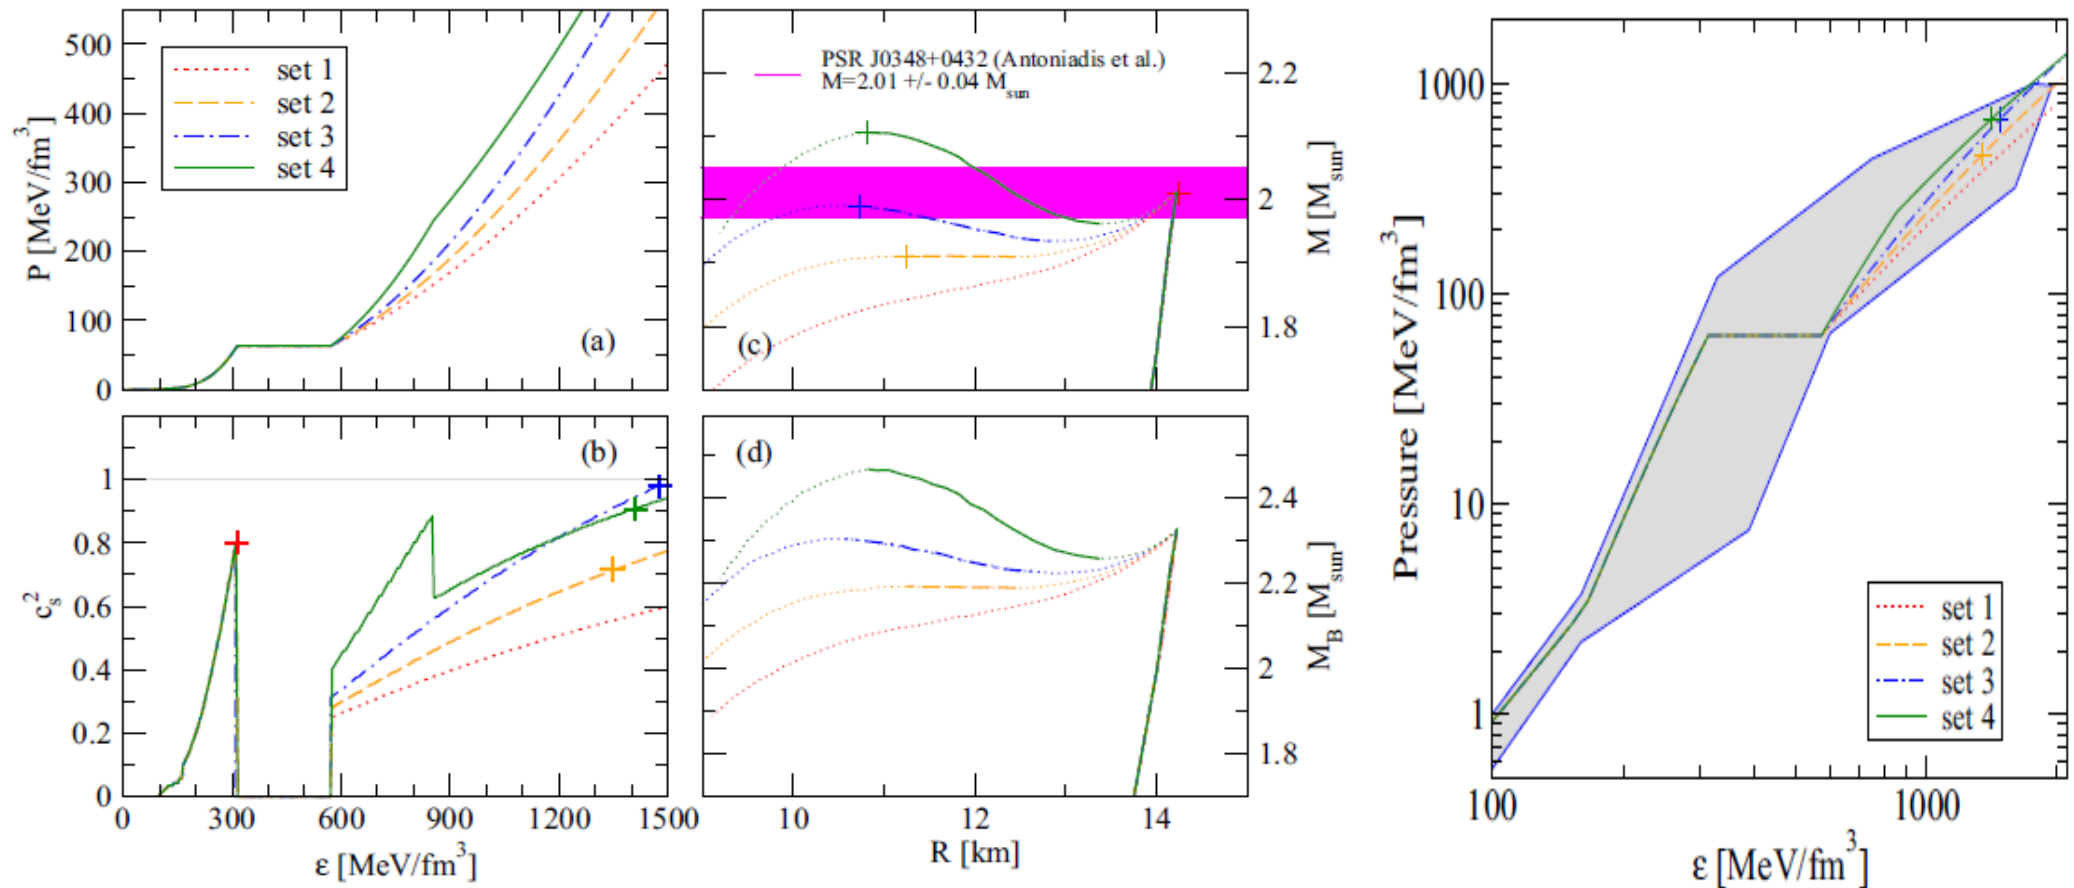 P [MeV/fm³]
500
400
300
200
100
0
set 1
set 2
set 3
set 4
(a)
c_s²
1
0.8
0.6
0.4
0.2
0
(b)
0 300 600 900 1200 1500
ε [MeV/fm³]
PSR J0348+0432 (Antoniadis et al.)
M=2.01 +/- 0.04 M_sun
(c)
2.2
2
1.8
M [M_sun]
(d)
2.4
2.2
2
1.8
M_B [M_sun]
10 12 14
R [km]
Pressure [MeV/fm³]
1000
100
10
1
set 1
set 2
set 3
set 4
100 1000
ε [MeV/fm³]